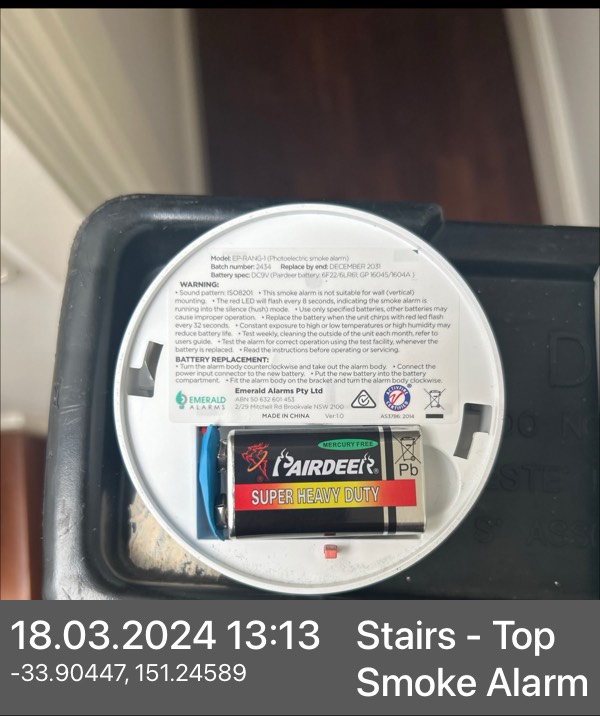 Model: EP-RANG-1 (Photoelectric smoke alarm)
Batch number: 2434 Replace by end: DECEMBER 2031
Battery spec: DC9V (Pairdeer battery: 6F22/6LR61; GP 1604S/1604A )
WARNING:
• Sound pattern: ISO8201 • This smoke alarm is not suitable for wall (vertical)
mounting. • The red LED will flash every 8 seconds, indicating the smoke alarm is
running into the silence (hush) mode. • Use only specified batteries, other batteries may
cause improper operation. • Replace the battery when the unit chirps with red led flash
every 32 seconds. • Constant exposure to high or low temperatures or high humidity may
reduce battery life. • Test weekly, cleaning the outside of the unit each month, refer to
users guide. • Test the alarm for correct operation using the test facility, whenever the
battery is replaced. • Read the instructions before operating or servicing.
BATTERY REPLACEMENT:
• Turn the alarm body counterclockwise and take out the alarm body. • Connect the
power input connector to the new battery. • Put the new battery into the battery
compartment. • Fit the alarm body on the bracket and turn the alarm body clockwise.
EMERALD
ALARMS
Emerald Alarms Pty Ltd
ABN 50 632 601 453
2/29 Mitchell Rd Brookvale NSW 2100
MADE IN CHINA Ver:1.0
AS3786: 2014
MERCURY FREE
PAIRDEER
Pb
SUPER HEAVY DUTY
18.03.2024 13:13
-33.90447, 151.24589
Stairs - Top
Smoke Alarm